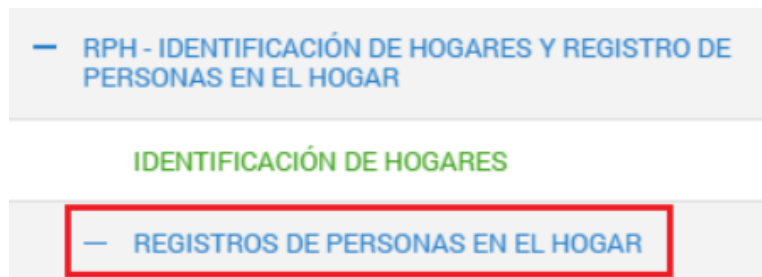 RPH - IDENTIFICACIÓN DE HOGARES Y REGISTRO DE
PERSONAS EN EL HOGAR
IDENTIFICACIÓN DE HOGARES
REGISTROS DE PERSONAS EN EL HOGAR